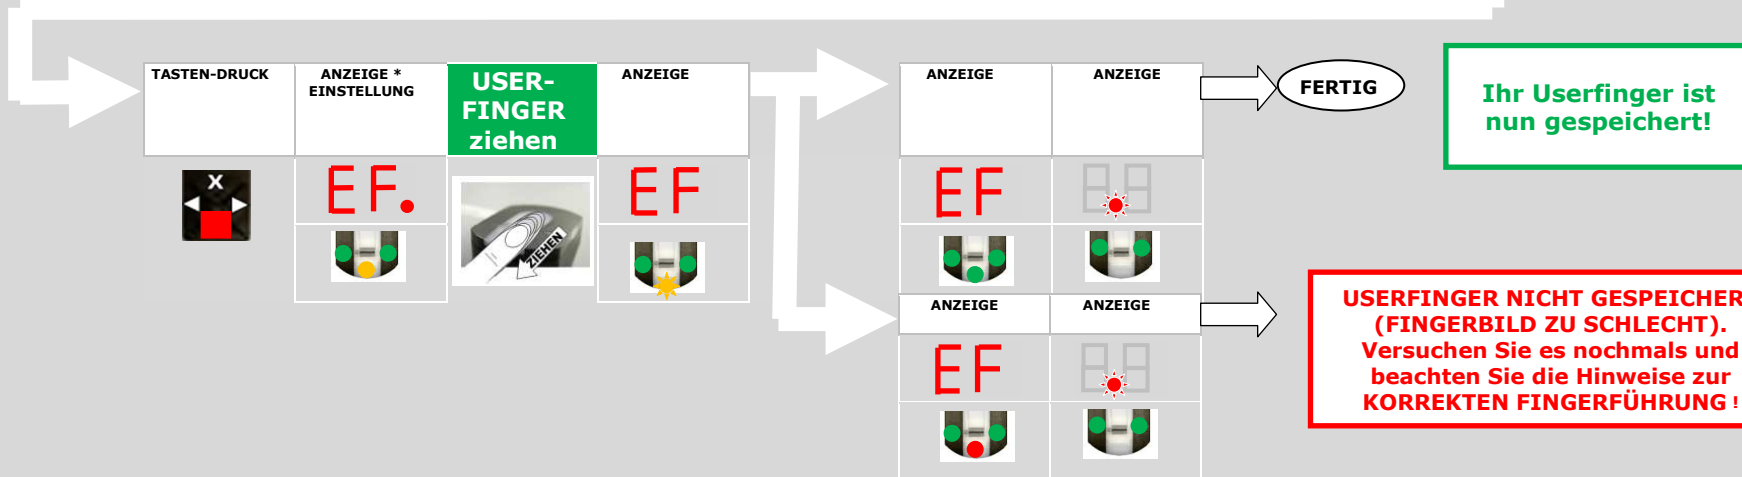 TASTEN-DRUCK
ANZEIGE *
EINSTELLUNG
USER-
FINGER
ziehen
ANZEIGE
ANZEIGE
ANZEIGE
FERTIG
Ihr Userfinger ist
nun gespeichert!
X
EF.
ZIEHEN
EF
EF
ANZEIGE
ANZEIGE
EF
USERFINGER NICHT GESPEICHER
(FINGERBILD ZU SCHLECHT).
Versuchen Sie es nochmals und
beachten Sie die Hinweise zur
KORREKTEN FINGERFÜHRUNG !